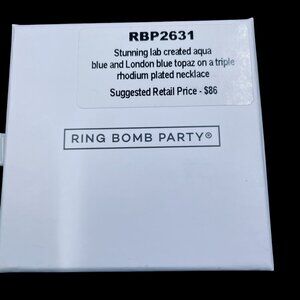 RBP2631
Stunning lab created aqua
blue and London blue topaz on a triple
rhodium plated necklace
Suggested Retail Price - $86
RING BOMB PARTY®